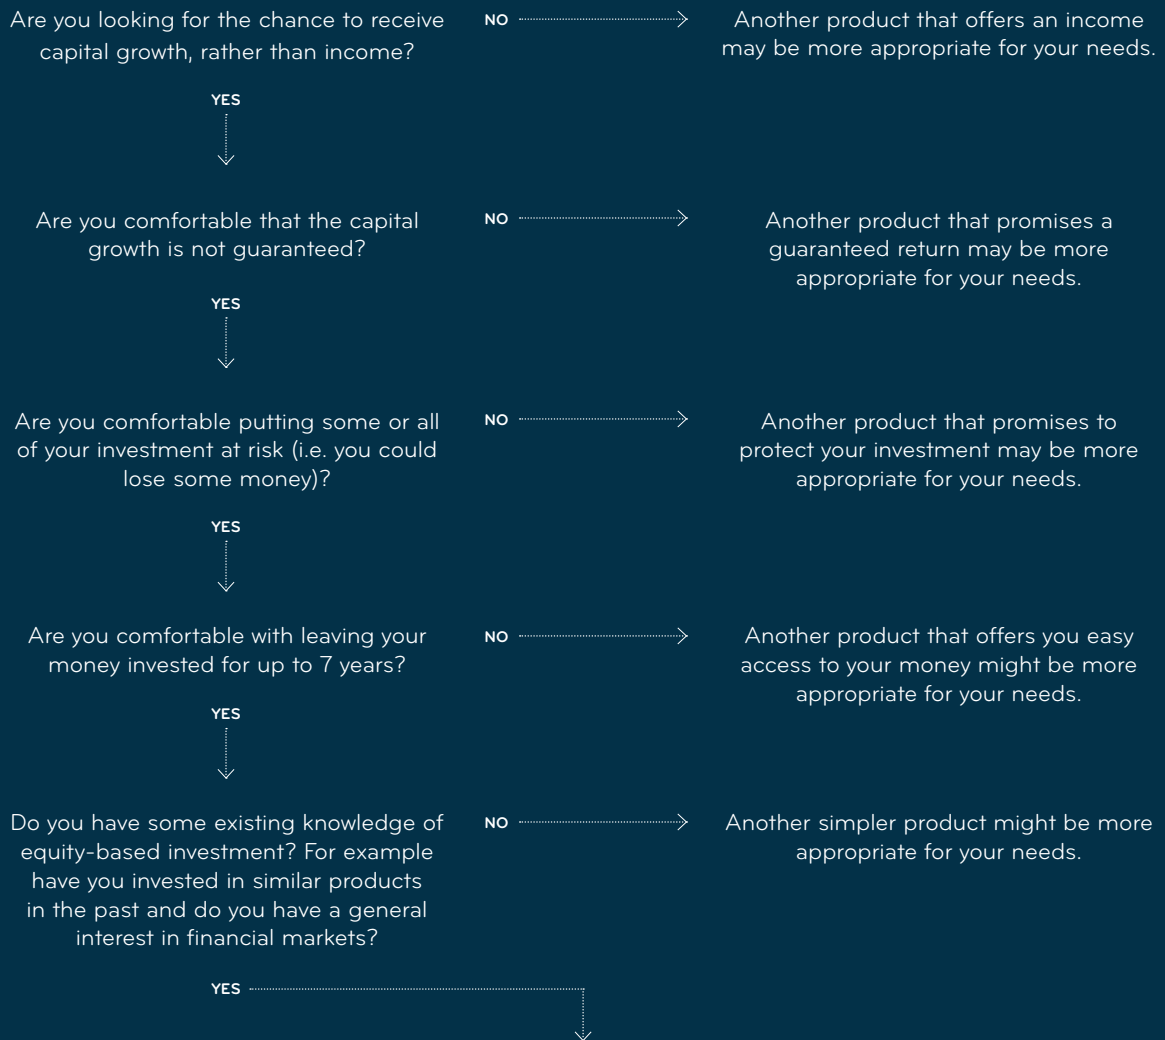 Are you looking for the chance to receive
capital growth, rather than income?
NO
Another product that offers an income
may be more appropriate for your needs.
YES
Are you comfortable that the capital
growth is not guaranteed?
NO
Another product that promises a
guaranteed return may be more
appropriate for your needs.
YES
Are you comfortable putting some or all
of your investment at risk (i.e. you could
lose some money)?
NO
Another product that promises to
protect your investment may be more
appropriate for your needs.
YES
Are you comfortable with leaving your
money invested for up to 7 years?
NO
Another product that offers you easy
access to your money might be more
appropriate for your needs.
YES
Do you have some existing knowledge of
equity-based investment? For example
have you invested in similar products
in the past and do you have a general
interest in financial markets?
NO
Another simpler product might be more
appropriate for your needs.
YES